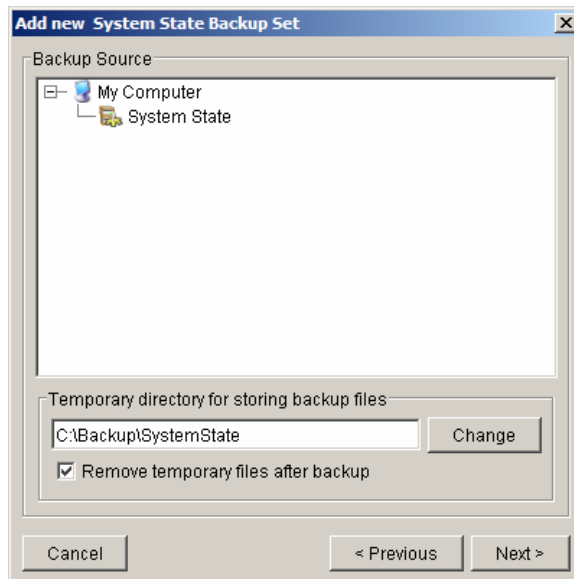 Add new System State Backup Set
Backup Source
My Computer
System State
Temporary directory for storing backup files
C:\Backup\SystemState
Change
Remove temporary files after backup
Cancel
< Previous
Next >